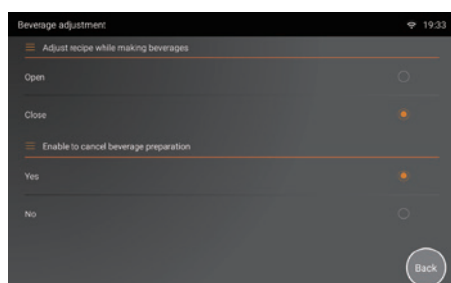 Beverage adjustment 19:33
Adjust recipe while making beverages
Open
Close
Enable to cancel beverage preparation
Yes
No
Back